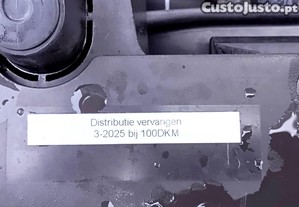 CustoJusto.pt
Distributie vervangen
3-2025 bij 100DKM